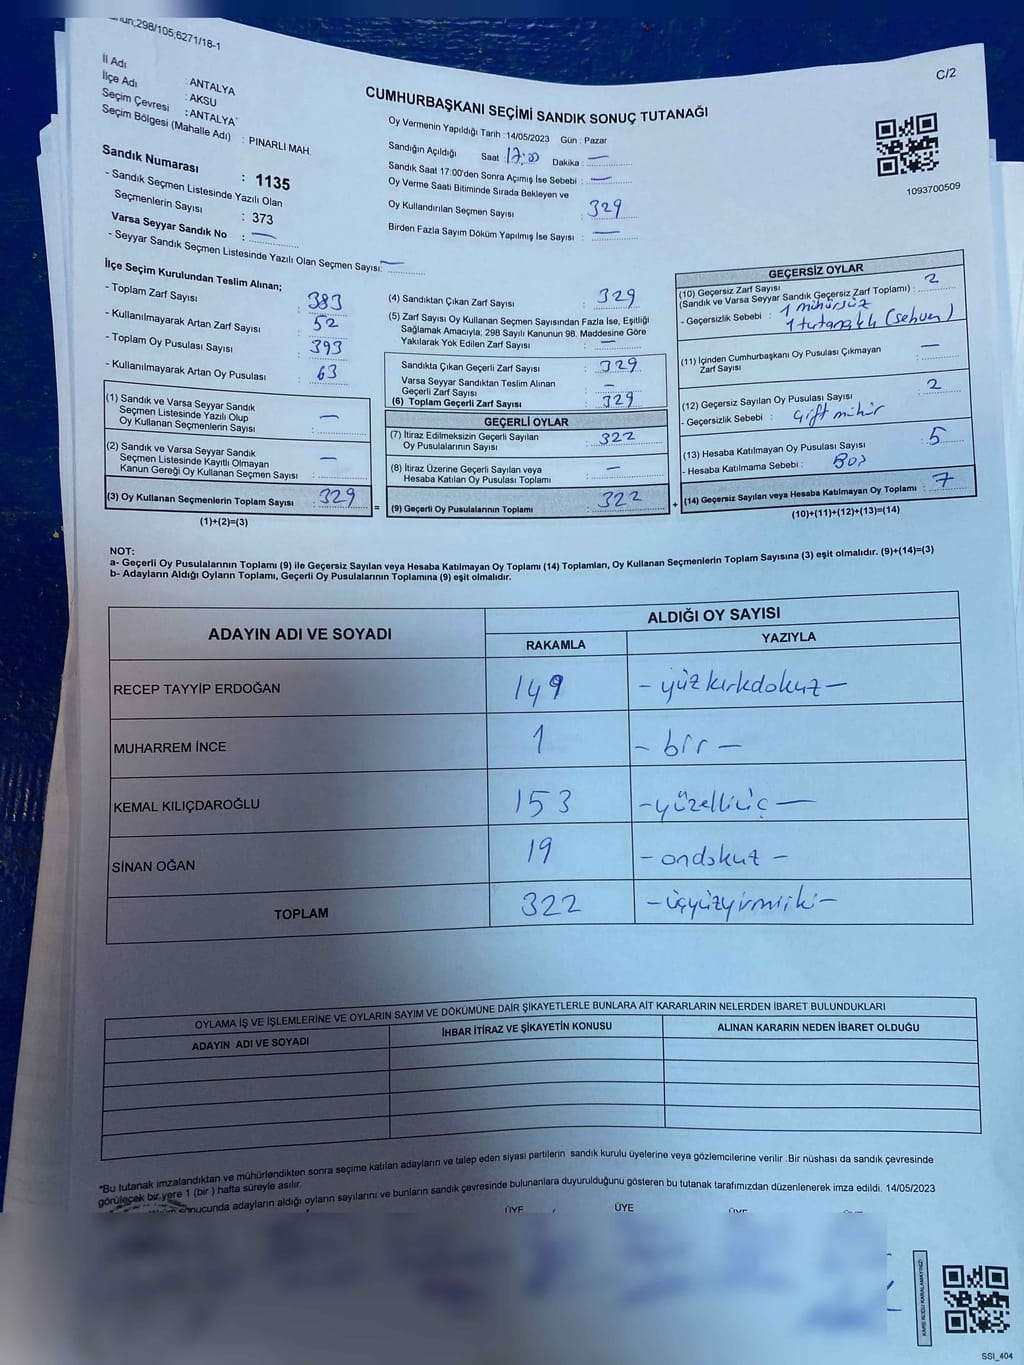 298/105;6271/18-1
C/2
İl Adı : ANTALYA
İlçe Adı : AKSU
Seçim Çevresi : ANTALYA
Seçim Bölgesi (Mahalle Adı) : PINARLI MAH.
Sandık Numarası : 1135
- Sandık Seçmen Listesinde Yazılı Olan
Seçmenlerin Sayısı : 373
Varsa Seyyar Sandık No : —
- Seyyar Sandık Seçmen Listesinde Yazılı Olan Seçmen Sayısı: —
CUMHURBAŞKANI SEÇİMİ SANDIK SONUÇ TUTANAĞI
Oy Vermenin Yapıldığı Tarih : 14/05/2023 Gün : Pazar
Sandığın Açıldığı Saat 17:00 Dakika : —
Sandık Saat 17:00'den Sonra Açımış İse Sebebi : —
Oy Verme Saati Bitiminde Sırada Bekleyen ve
Oy Kullandırılan Seçmen Sayısı : 329
Birden Fazla Sayım Döküm Yapılmış İse Sayısı : —
1093700509
İlçe Seçim Kurulundan Teslim Alınan;
- Toplam Zarf Sayısı : 383
- Kullanılmayarak Artan Zarf Sayısı : 52
- Toplam Oy Pusulası Sayısı : 393
- Kullanılmayarak Artan Oy Pusulası : 63
(1) Sandık ve Varsa Seyyar Sandık
Seçmen Listesinde Yazılı Olup
Oy Kullanan Seçmenlerin Sayısı : —
(2) Sandık ve Varsa Seyyar Sandık
Seçmen Listesinde Kayıtlı Olmayan
Kanun Gereği Oy Kullanan Seçmen Sayısı : —
(3) Oy Kullanan Seçmenlerin Toplam Sayısı : 329
(1)+(2)=(3)
(4) Sandıktan Çıkan Zarf Sayısı : 329
(5) Zarf Sayısı Oy Kullanan Seçmen Sayısından Fazla İse, Eşitliği
Sağlamak Amacıyla; 298 Sayılı Kanunun 98. Maddesine Göre
Yakılarak Yok Edilen Zarf Sayısı : —
Sandıkta Çıkan Geçerli Zarf Sayısı : 329
Varsa Seyyar Sandıktan Teslim Alınan
Geçerli Zarf Sayısı : —
(6) Toplam Geçerli Zarf Sayısı : 329
=
GEÇERLİ OYLAR
(7) İtiraz Edilmeksizin Geçerli Sayılan
Oy Pusulalarının Sayısı : 322
(8) İtiraz Üzerine Geçerli Sayılan veya
Hesaba Katılan Oy Pusulası Toplamı : —
(9) Geçerli Oy Pusulalarının Toplamı : 322
+
GEÇERSİZ OYLAR
(10) Geçersiz Zarf Sayısı
(Sandık ve Varsa Seyyar Sandık Geçersiz Zarf Toplamı) : 2
- Geçersizlik Sebebi : 1 mühürsüz
1 tutanaklı (sehven)
(11) İçinden Cumhurbaşkanı Oy Pusulası Çıkmayan
Zarf Sayısı : —
(12) Geçersiz Sayılan Oy Pusulası Sayısı : 2
- Geçersizlik Sebebi : Çift mühür
(13) Hesaba Katılmayan Oy Pusulası Sayısı : 5
- Hesaba Katılmama Sebebi : Boş
(14) Geçersiz Sayılan veya Hesaba Katılmayan Oy Toplamı : 7
(10)+(11)+(12)+(13)=(14)
NOT:
a- Geçerli Oy Pusulalarının Toplamı (9) ile Geçersiz Sayılan veya Hesaba Katılmayan Oy Toplamı (14) Toplamları, Oy Kullanan Seçmenlerin Toplam Sayısına (3) eşit olmalıdır. (9)+(14)=(3)
b- Adayların Aldığı Oyların Toplamı, Geçerli Oy Pusulalarının Toplamına (9) eşit olmalıdır.
ADAYIN ADI VE SOYADI ALDIĞI OY SAYISI
RAKAMLA YAZIYLA
RECEP TAYYİP ERDOĞAN 149 - yüzkırkdokuz -
MUHARREM İNCE 1 - bir -
KEMAL KILIÇDAROĞLU 153 - yüzelliüç -
SİNAN OĞAN 19 - ondokuz -
TOPLAM 322 - üçyüzyirmiiki -
OYLAMA İŞ VE İŞLEMLERİNE VE OYLARIN SAYIM VE DÖKÜMÜNE DAİR ŞİKAYETLERLE BUNLARA AİT KARARLARIN NELERDEN İBARET BULUNDUKLARI
ADAYIN ADI VE SOYADI İHBAR İTİRAZ VE ŞİKAYETİN KONUSU ALINAN KARARIN NEDEN İBARET OLDUĞU
*Bu tutanak imzalandıktan ve mühürlendikten sonra seçime katılan adayların ve talep eden siyasi partilerin sandık kurulu üyelerine veya gözlemcilerine verilir .Bir nüshası da sandık çevresinde
görülecek bir yere 1 (bir ) hafta süreyle asılır.
sonucunda adayların aldığı oyların sayılarını ve bunların sandık çevresinde bulunanlara duyurulduğunu gösteren bu tutanak tarafımızdan düzenlenerek imza edildi. 14/05/2023
ÜYE ÜYE ÜYE
KARE KODU KARALAMAYINIZ!
SSI_404